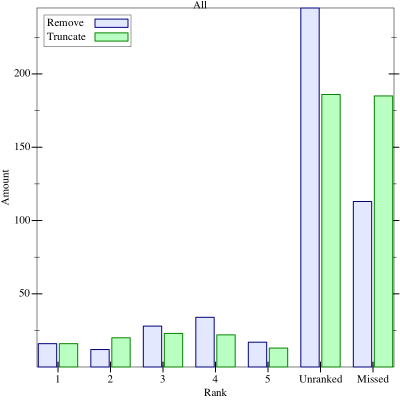 All
Remove
Truncate
200
150
100
50
Amount
1 2 3 4 5 Unranked Missed
Rank